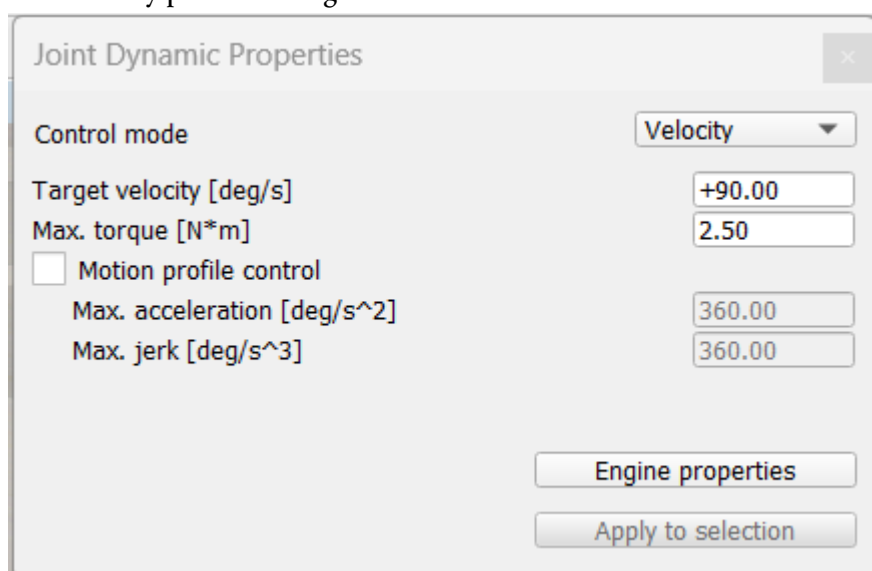 Joint Dynamic Properties
Control mode Velocity
Target velocity [deg/s] +90.00
Max. torque [N*m] 2.50
Motion profile control
Max. acceleration [deg/s^2] 360.00
Max. jerk [deg/s^3] 360.00
Engine properties
Apply to selection